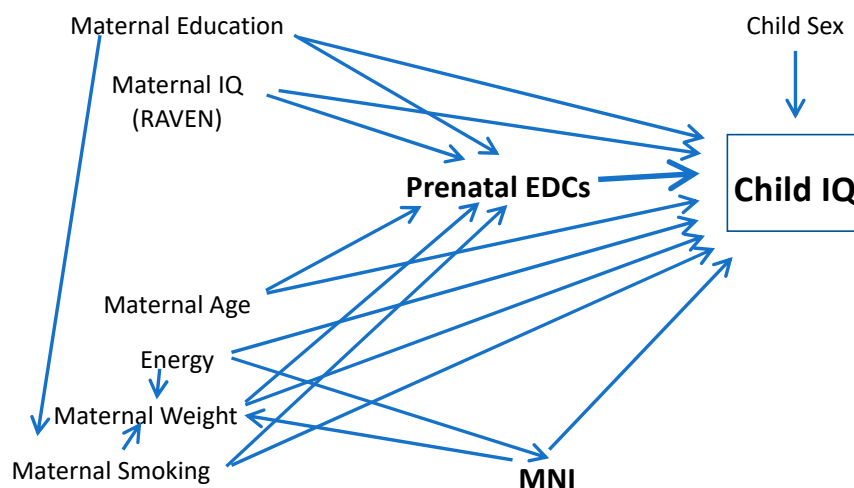 Maternal Education
Child Sex
Maternal IQ
(RAVEN)
Prenatal EDCs
Child IQ
Maternal Age
Energy
Maternal Weight
Maternal Smoking
MNI